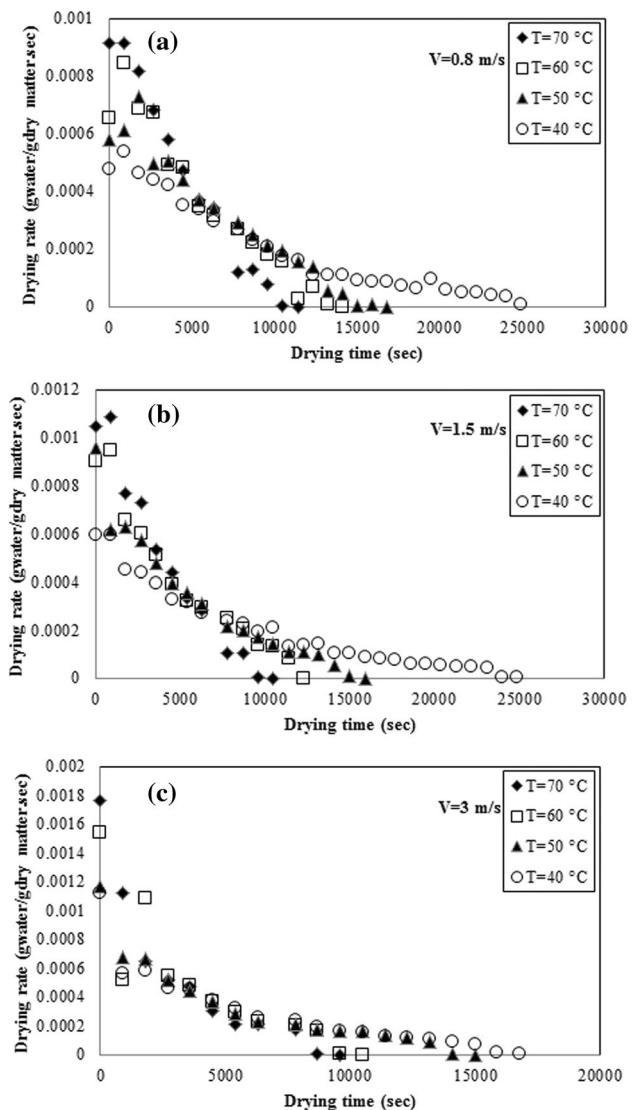 (a)
V=0.8 m/s
T=70 °C
T=60 °C
T=50 °C
T=40 °C
Drying rate (gwater/gdry matter.sec)
0.001
0.0008
0.0006
0.0004
0.0002
0
0 5000 10000 15000 20000 25000 30000
Drying time (sec)
(b)
V=1.5 m/s
T=70 °C
T=60 °C
T=50 °C
T=40 °C
Drying rate (gwater/gdry matter.sec)
0.0012
0.001
0.0008
0.0006
0.0004
0.0002
0
0 5000 10000 15000 20000 25000 30000
Drying time (sec)
(c)
V=3 m/s
T=70 °C
T=60 °C
T=50 °C
T=40 °C
Drying rate (gwater/gdry matter.sec)
0.002
0.0018
0.0016
0.0014
0.0012
0.001
0.0008
0.0006
0.0004
0.0002
0
0 5000 10000 15000 20000
Drying time (sec)